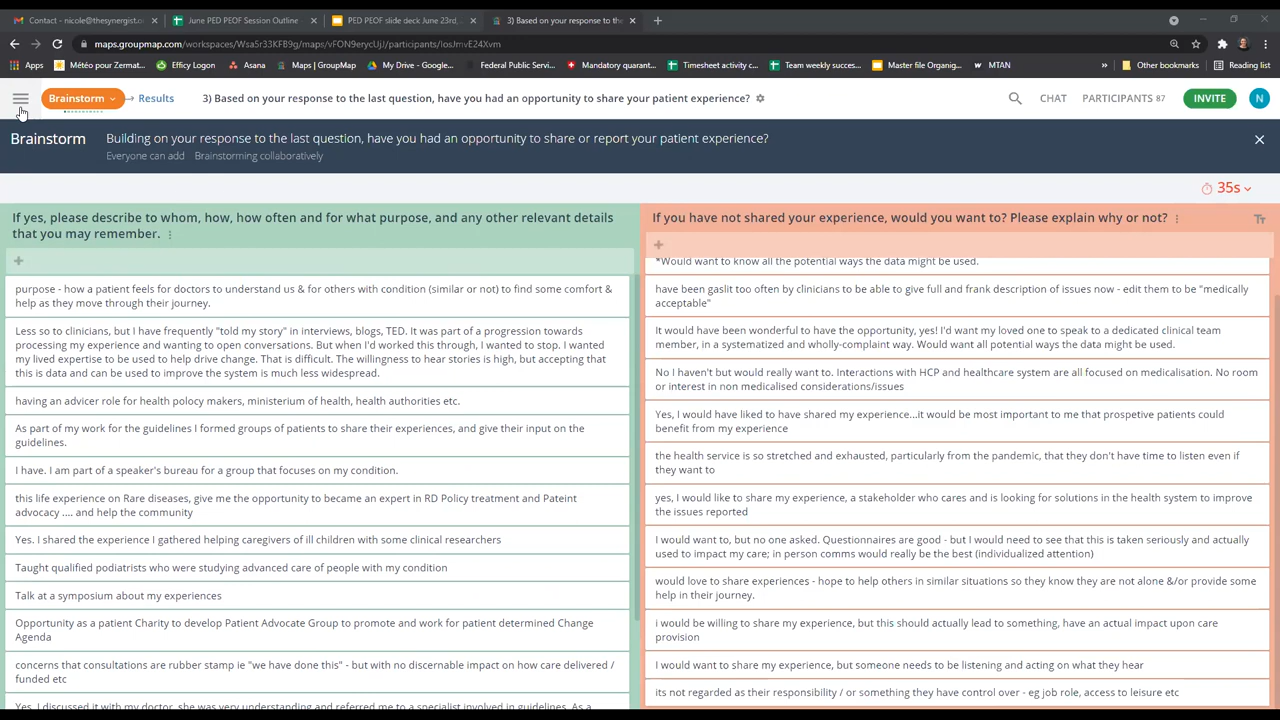 Contact - nicole@thesynergist.or
June PED PEOF Session Outline
PED PEOF slide deck June 23rd,
3) Based on your response to the
maps.groupmap.com/workspaces/
Apps
Météo pour Zermat...
Efficy Logon
Asana
Maps | GroupMap
My Drive - Google...
Federal Public Servi...
Mandatory quarant...
Timesheet activity c...
Team weekly succes...
Master file Organig...
MTAN
»
Other bookmarks
Reading list
Brainstorm
Results
3) Based on your response to the last question, have you had an opportunity to share your patient experience?
CHAT
PARTICIPANTS 87
INVITE
N
Brainstorm
Building on your response to the last question, have you had an opportunity to share or report your patient experience?
Everyone can add Brainstorming collaboratively
35s
If yes, please describe to whom, how, how often and for what purpose, and any other relevant details
that you may remember.
+
purpose - how a patient feels for doctors to understand us & for others with condition (similar or not) to find some comfort &
help as they move through their journey.
Less so to clinicians, but I have frequently "told my story" in interviews, blogs, TED. It was part of a progression towards
processing my experience and wanting to open conversations. But when I'd worked this through, I wanted to stop. I wanted
my lived expertise to be used to help drive change. That is difficult. The willingness to hear stories is high, but accepting that
this is data and can be used to improve the system is much less widespread.
having an advicer role for health polocy makers, ministerium of health, health authorities etc.
As part of my work for the guidelines I formed groups of patients to share their experiences, and give their input on the
guidelines.
I have. I am part of a speaker's bureau for a group that focuses on my condition.
this life experience on Rare diseases, give me the opportunity to became an expert in RD Policy treatment and Pateint
advocacy .... and help the community
Yes. I shared the experience I gathered helping caregivers of ill children with some clinical researchers
Taught qualified podiatrists who were studying advanced care of people with my condition
Talk at a symposium about my experiences
Opportunity as a patient Charity to develop Patient Advocate Group to promote and work for patient determined Change
Agenda
concerns that consultations are rubber stamp ie "we have done this" - but with no discernable impact on how care delivered /
funded etc
Yes, I discussed it with my doctor, she was very understanding and referred me to a specialist involved in guidelines. As a
If you have not shared your experience, would you want to? Please explain why or not?
+
*Would want to know all the potential ways the data might be used.
have been gaslit too often by clinicians to be able to give full and frank description of issues now - edit them to be "medically
acceptable"
It would have been wonderful to have the opportunity, yes! I'd want my loved one to speak to a dedicated clinical team
member, in a systematized and wholly-complaint way. Would want all potential ways the data might be used.
No I haven't but would really want to. Interactions with HCP and healthcare system are all focused on medicalisation. No room
or interest in non medicalised considerations/issues
Yes, I would have liked to have shared my experience...it would be most important to me that prospetive patients could
benefit from my experience
the health service is so stretched and exhausted, particularly from the pandemic, that they don't have time to listen even if
they want to
yes, I would like to share my experience, a stakeholder who cares and is looking for solutions in the health system to improve
the issues reported
I would want to, but no one asked. Questionnaires are good - but I would need to see that this is taken seriously and actually
used to impact my care; in person comms would really be the best (individualized attention)
would love to share experiences - hope to help others in similar situations so they know they are not alone &/or provide some
help in their journey.
i would be willing to share my experience, but this should actually lead to something, have an actual impact upon care
provision
I would want to share my experience, but someone needs to be listening and acting on what they hear
its not regarded as their responsibility / or something they have control over - eg job role, access to leisure etc